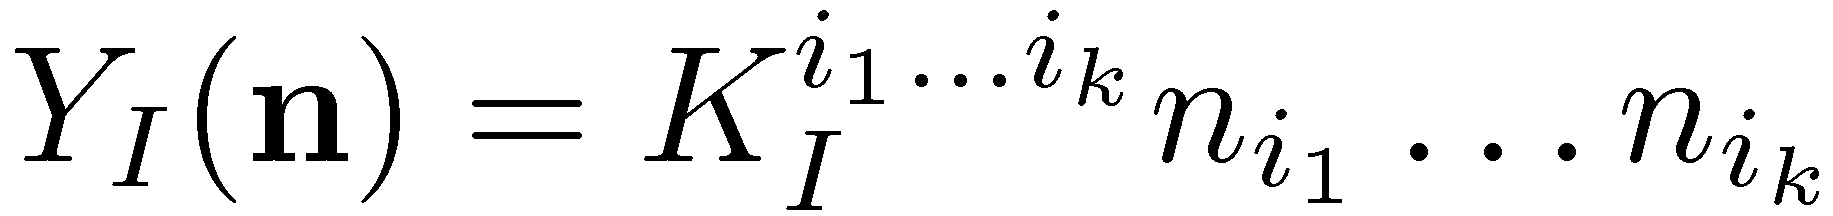 $Y_I(\mathbf{n}) = K_I^{i_1 \ldots i_k} n_{i_1} \ldots n_{i_k}$